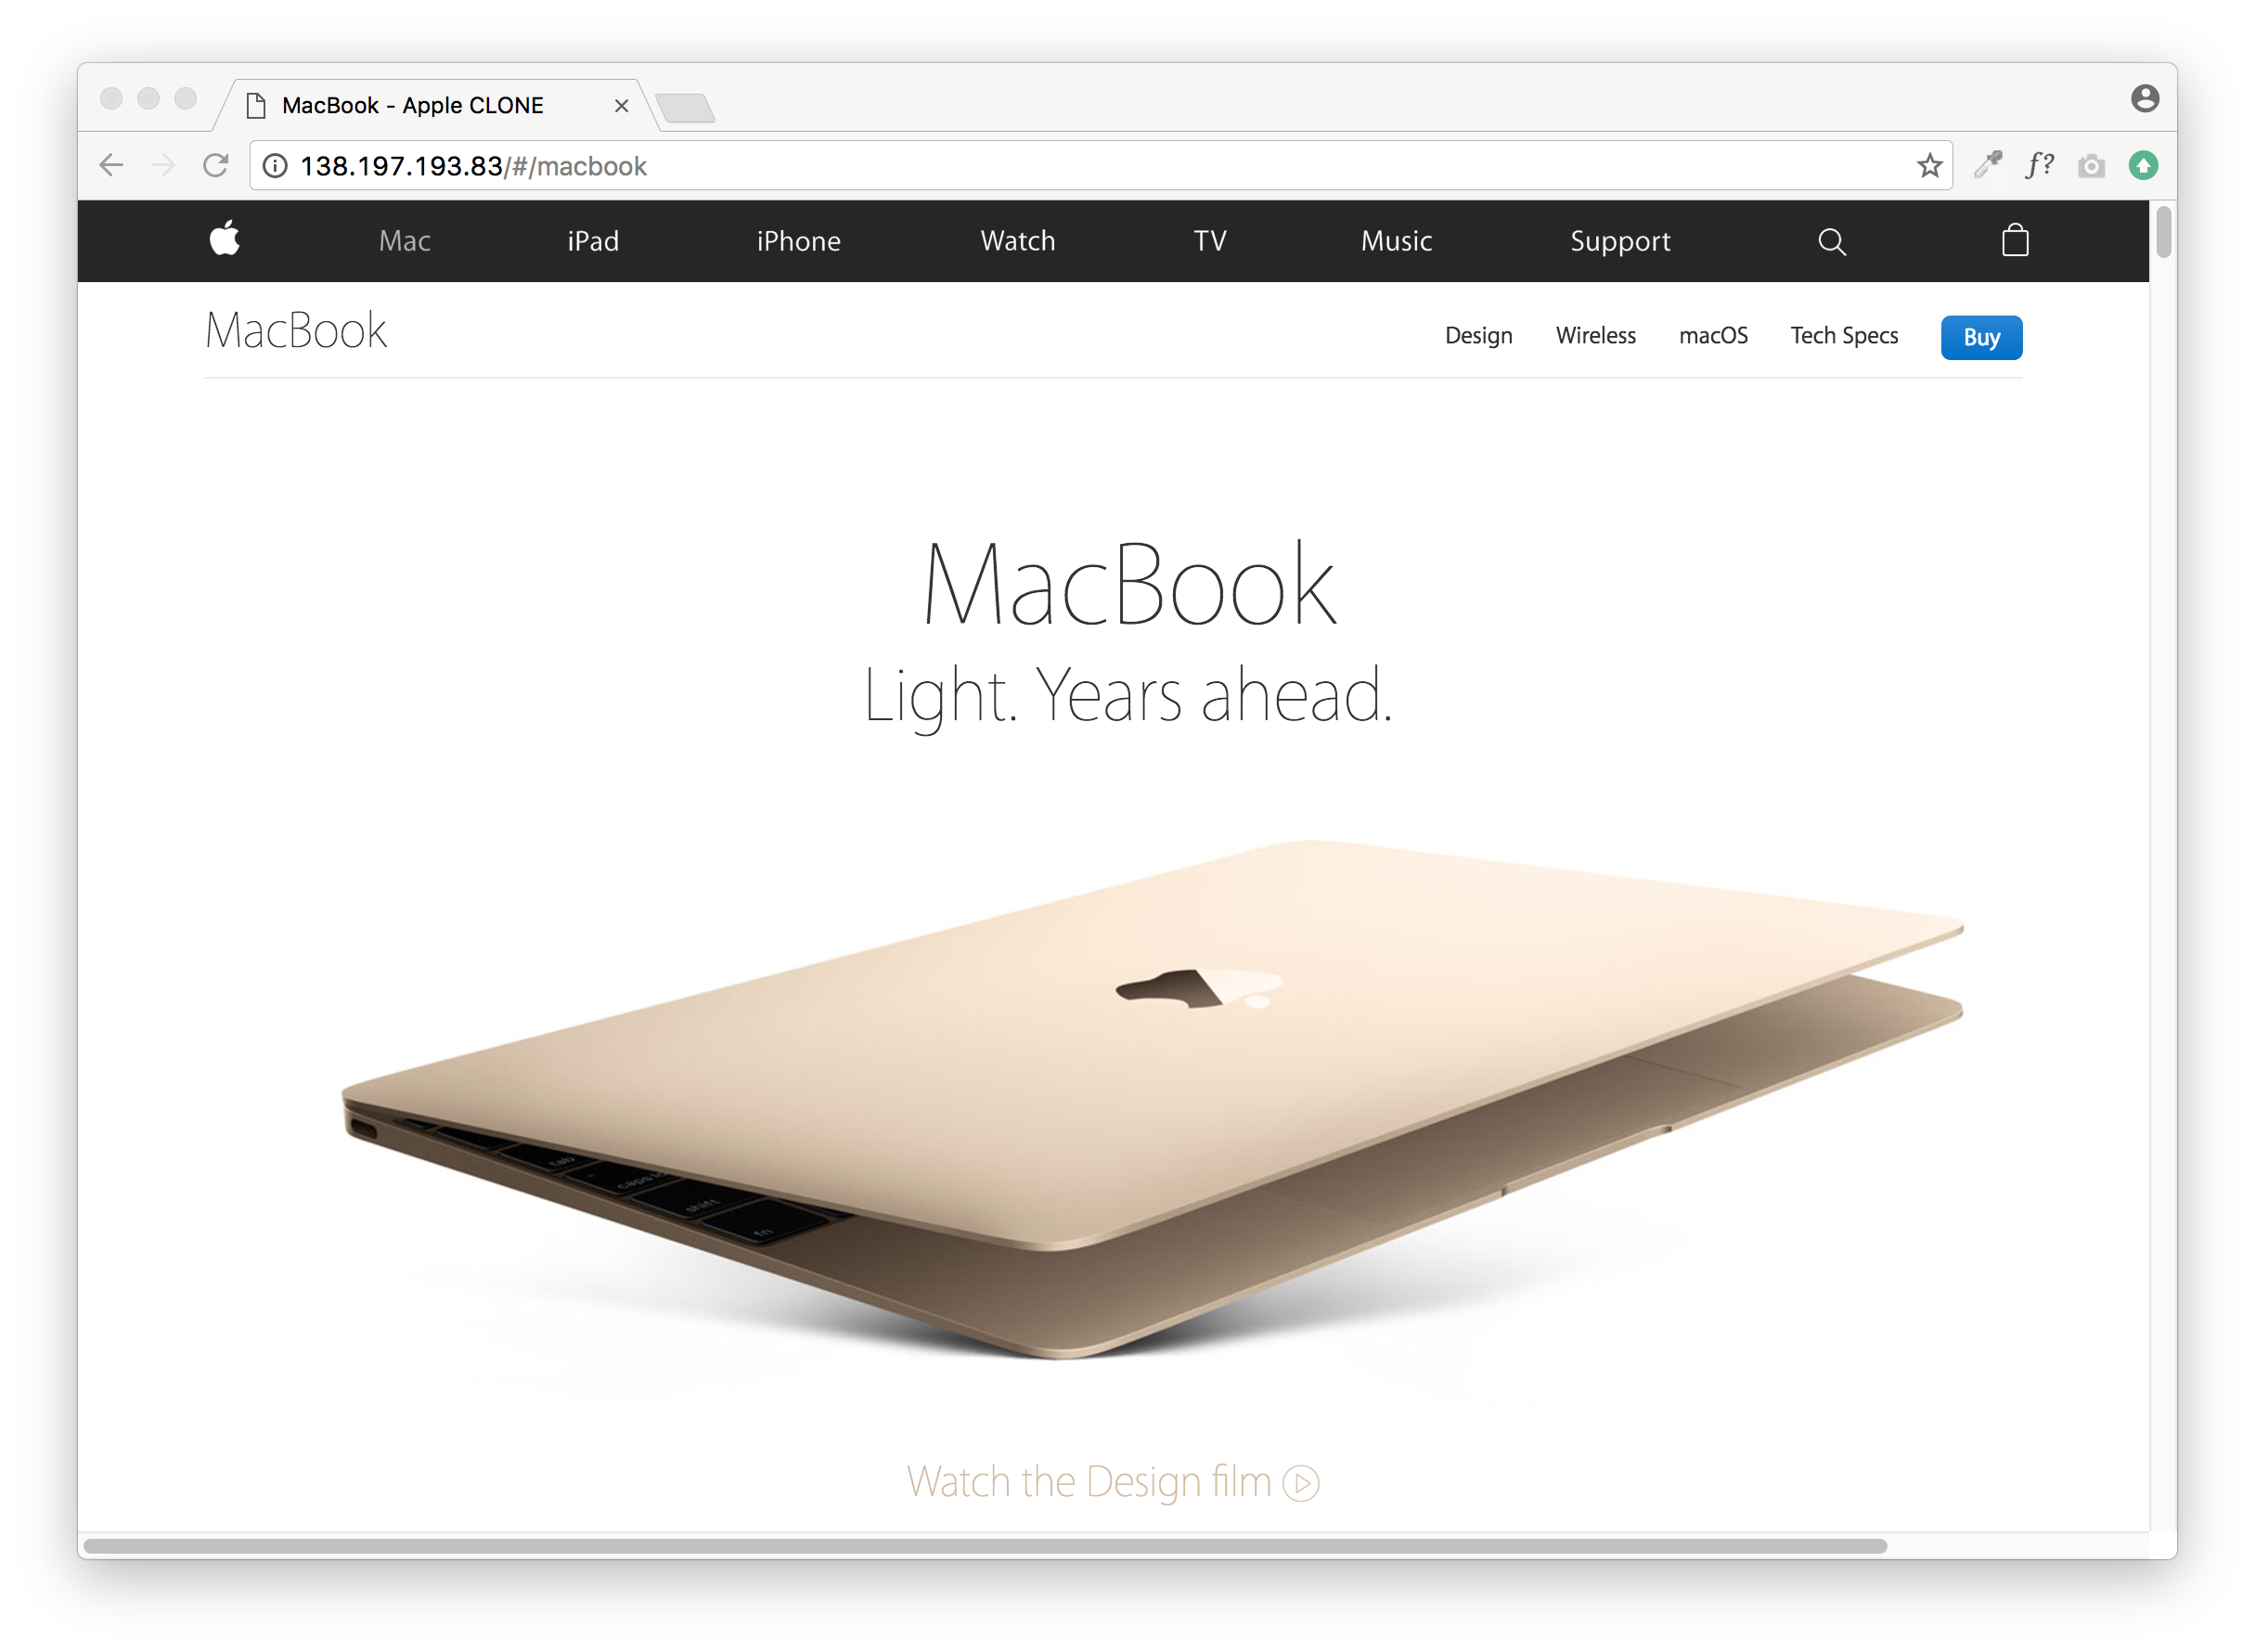 MacBook - Apple CLONE
138.197.193.83/#/macbook
f?
Mac iPad iPhone Watch TV Music Support
MacBook Design Wireless macOS Tech Specs Buy
MacBook
Light. Years ahead.
tab
caps lo
shift
fn
Watch the Design film